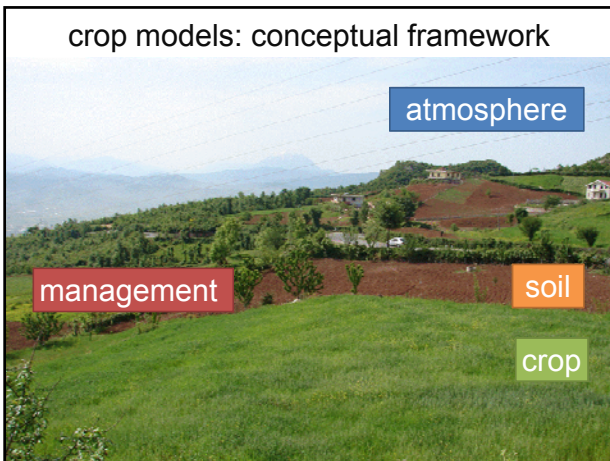 crop models: conceptual framework
atmosphere
management
soil
crop